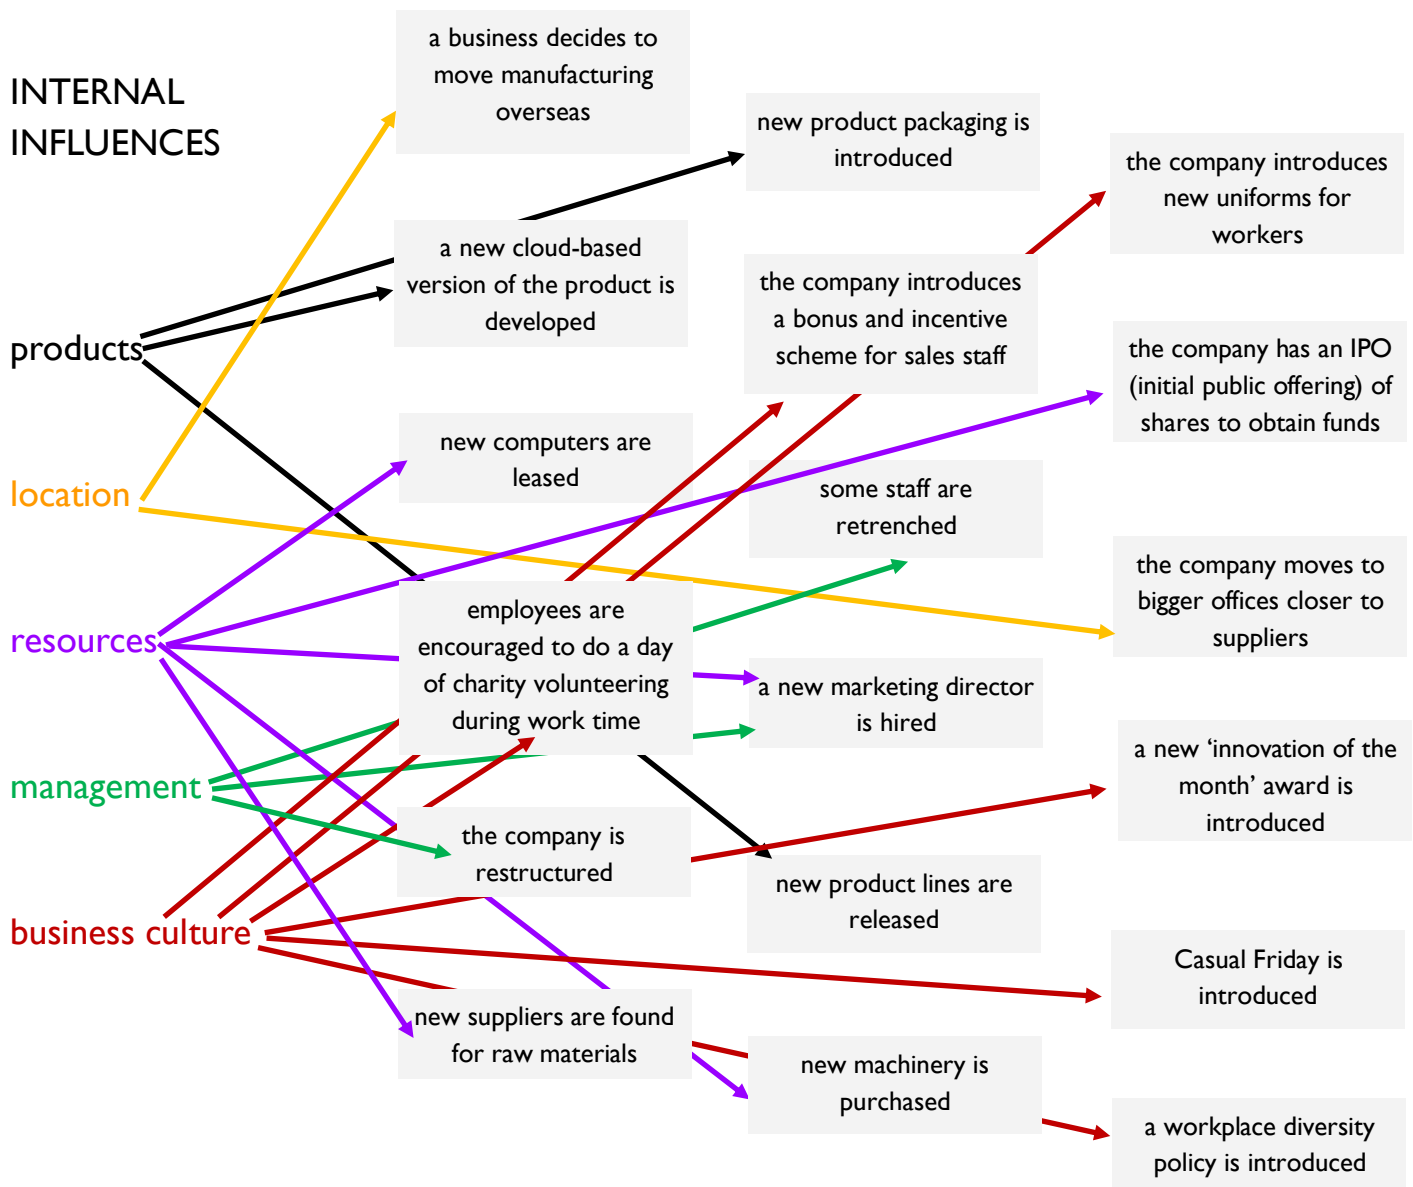 INTERNAL
INFLUENCES
products
location
resources
management
business culture
a business decides to
move manufacturing
overseas
a new cloud-based
version of the product is
developed
new computers are
leased
employees are
encouraged to do a day
of charity volunteering
during work time
the company is
restructured
new suppliers are found
for raw materials
new product packaging is
introduced
the company introduces
a bonus and incentive
scheme for sales staff
some staff are
retrenched
a new marketing director
is hired
new product lines are
released
new machinery is
purchased
the company introduces
new uniforms for
workers
the company has an IPO
(initial public offering) of
shares to obtain funds
the company moves to
bigger offices closer to
suppliers
a new ‘innovation of the
month’ award is
introduced
Casual Friday is
introduced
a workplace diversity
policy is introduced